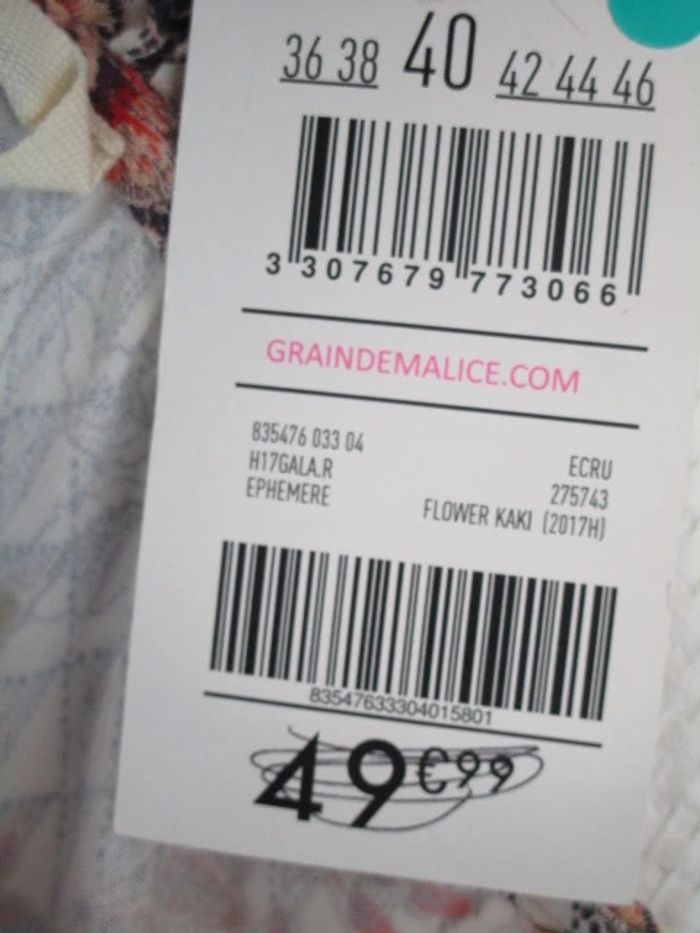 36 38 40 42 44 46
3 307679 773066
GRAINDEMALICE.COM
835476 033 04
H17GALA.R
EPHEMERE
ECRU
275743
FLOWER KAKI (2017H)
83547633304015801
49€99